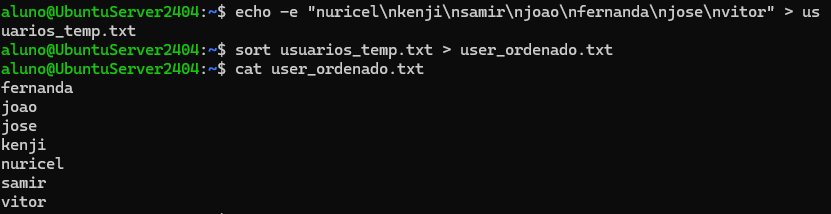 aluno@UbuntuServer2404:~$ echo -e "nuricel\nkenji\nsamir\njoao\nfernanda\njose\nvitor" > us
uarios_temp.txt
aluno@UbuntuServer2404:~$ sort usuarios_temp.txt > user_ordenado.txt
aluno@UbuntuServer2404:~$ cat user_ordenado.txt
fernanda
joao
jose
kenji
nuricel
samir
vitor